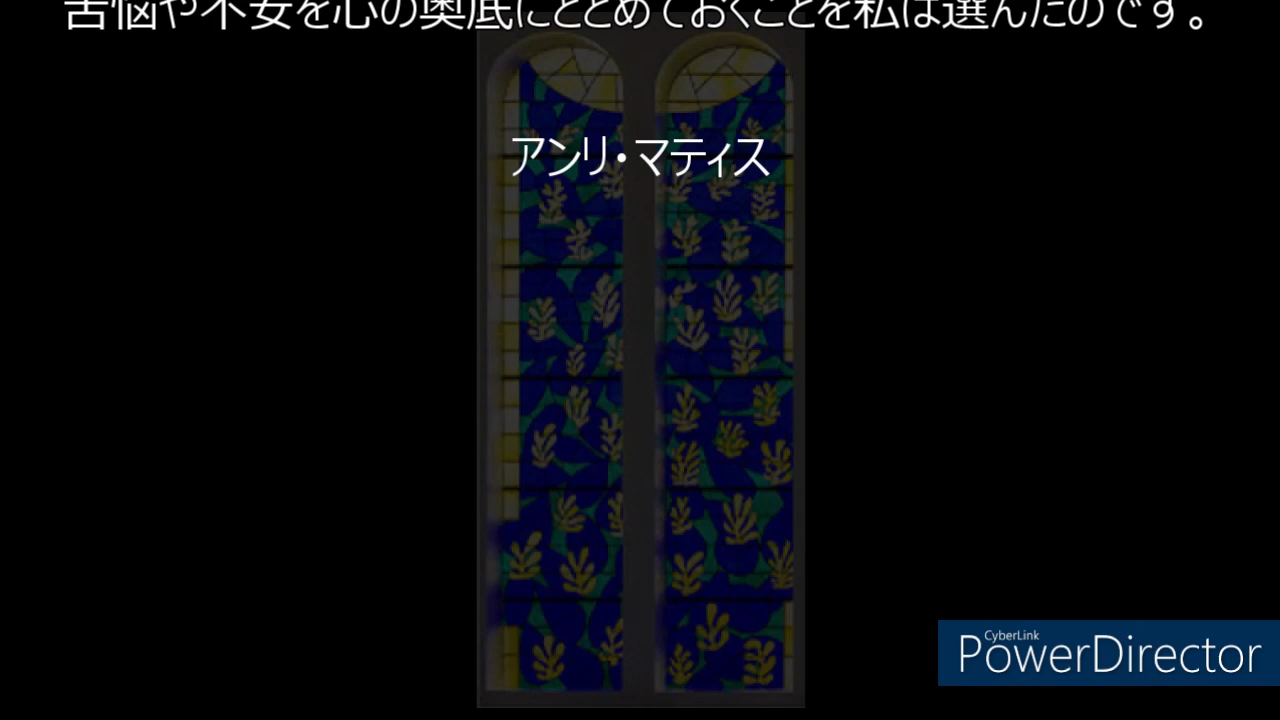 苦悩や不安を心の奥底にとどめておくことを私は選んだのです。
アンリ・マティス
CyberLink
PowerDirector